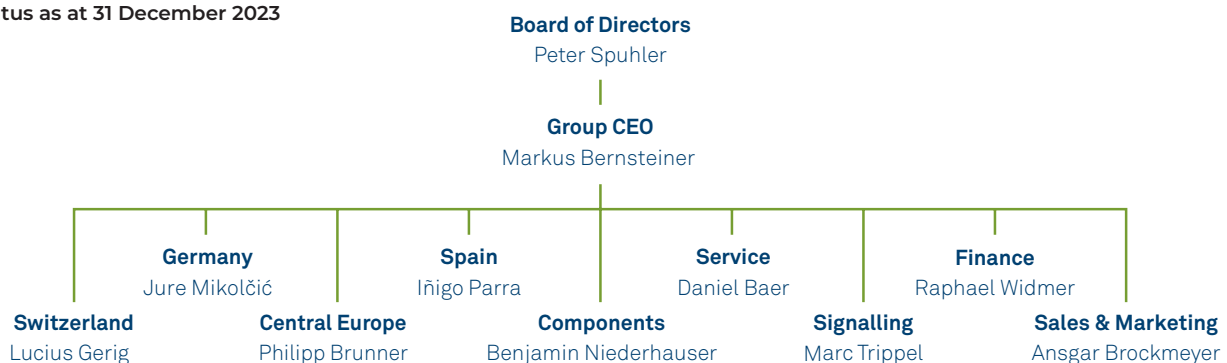 tus as at 31 December 2023
Board of Directors
Peter Spuhler
Group CEO
Markus Bernsteiner
Germany
Jure Mikolčić
Spain
Iñigo Parra
Service
Daniel Baer
Finance
Raphael Widmer
Switzerland
Lucius Gerig
Central Europe
Philipp Brunner
Components
Benjamin Niederhauser
Signalling
Marc Trippel
Sales & Marketing
Ansgar Brockmeyer